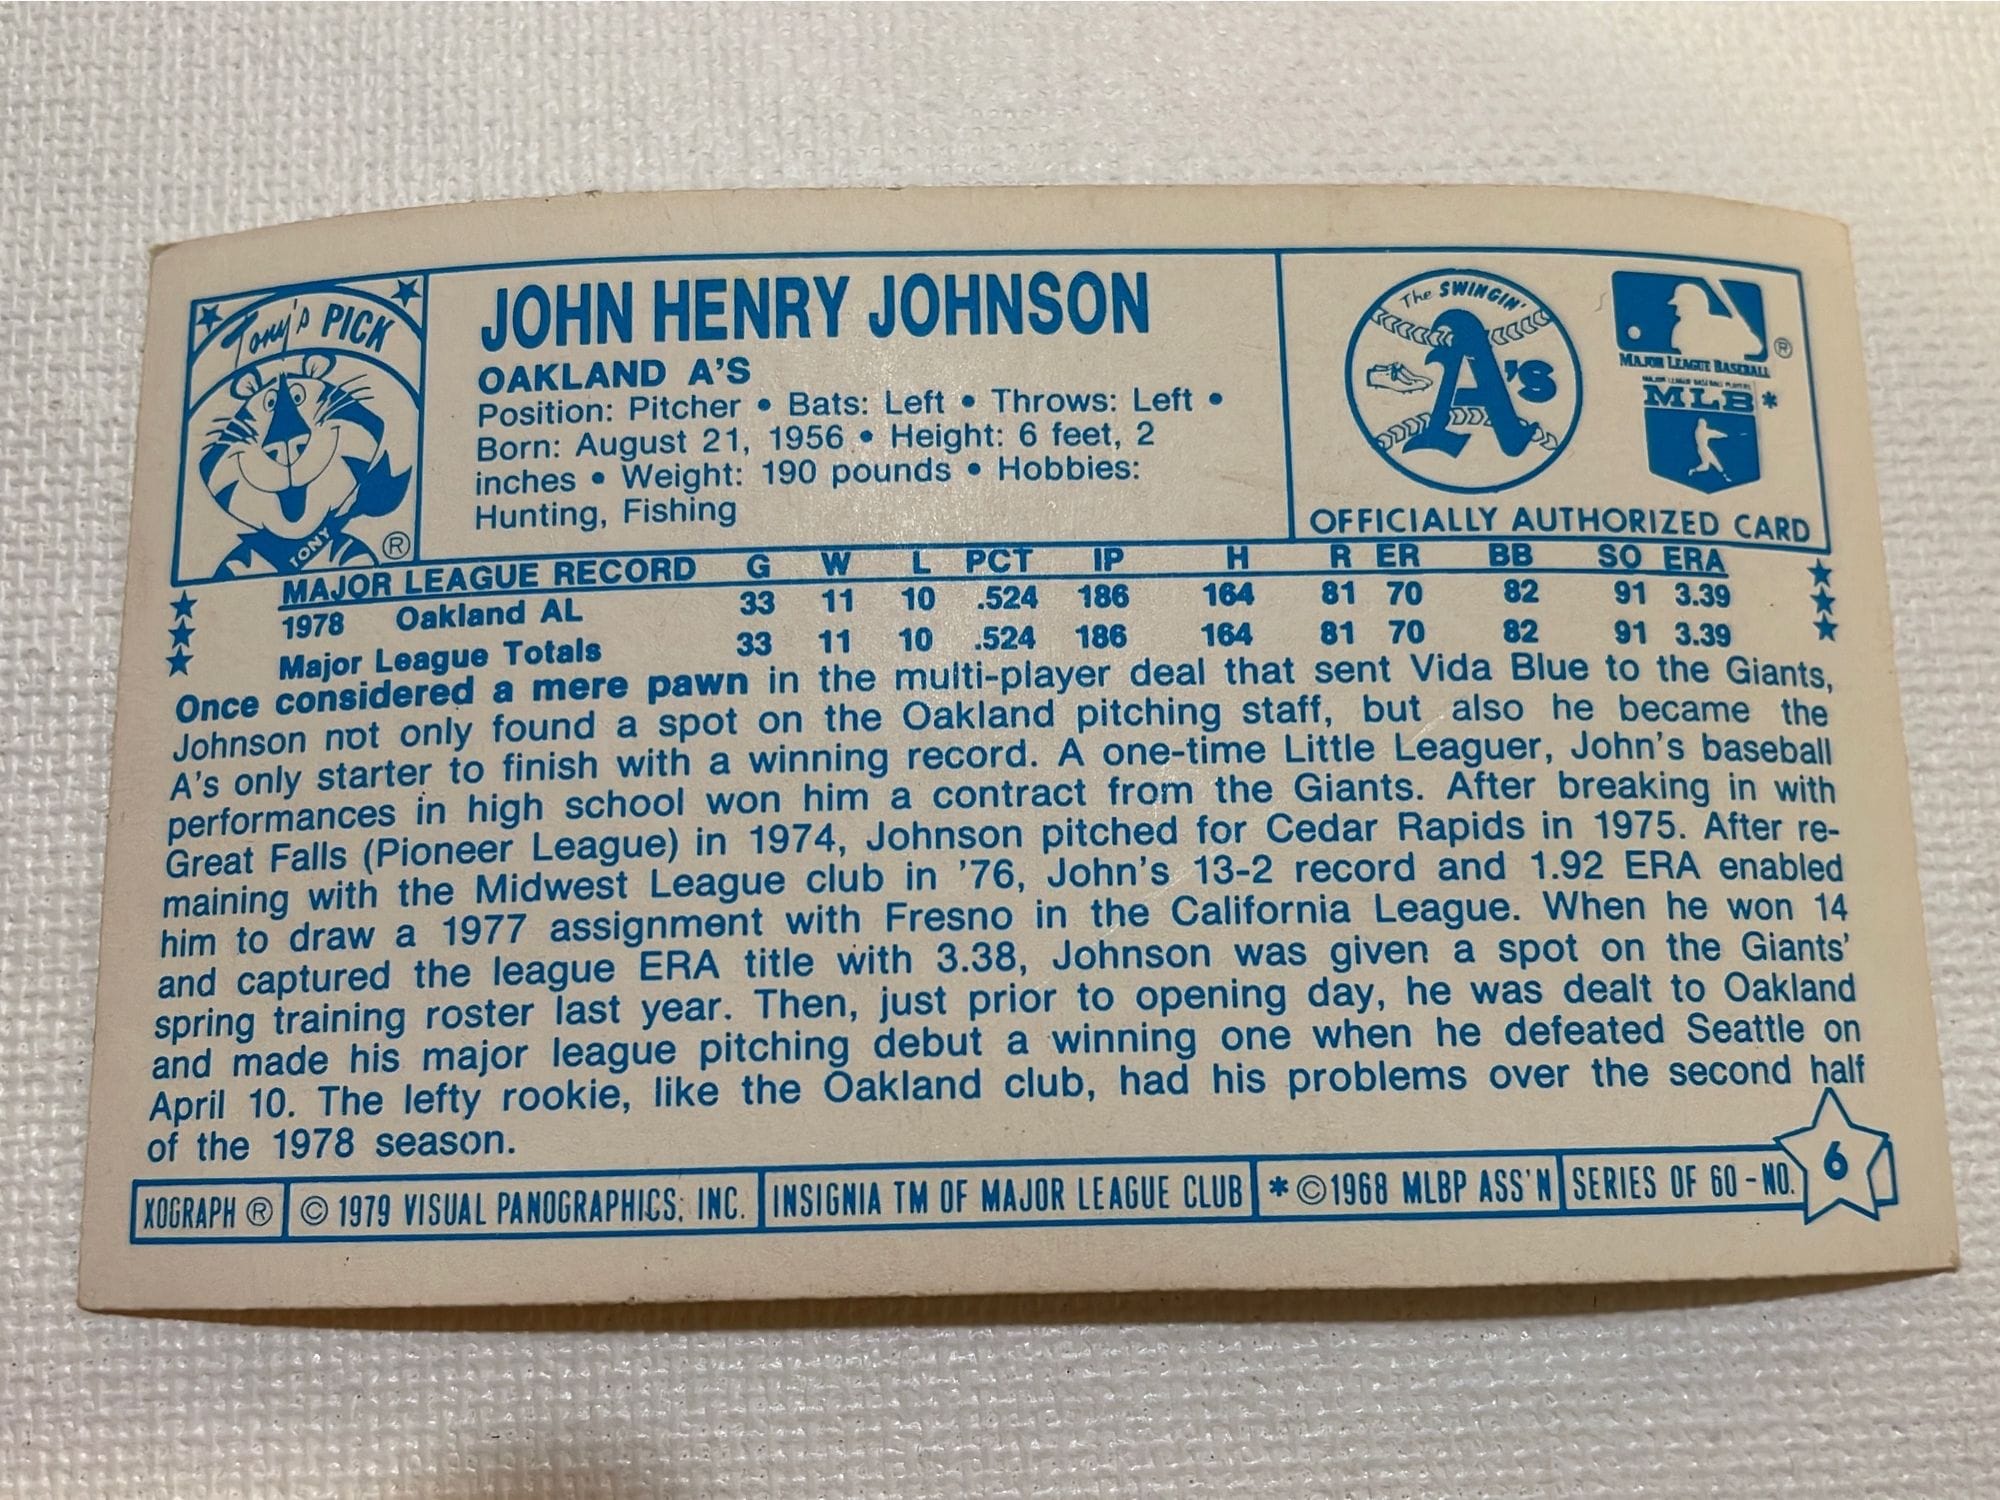 Tony's PICK
TONY
®
JOHN HENRY JOHNSON
OAKLAND A'S
Position: Pitcher • Bats: Left • Throws: Left •
Born: August 21, 1956 • Height: 6 feet, 2
inches • Weight: 190 pounds • Hobbies:
Hunting, Fishing
The SWINGIN'
A's
®
MAJOR LEAGUE BASEBALL
MAJOR LEAGUE BASEBALL PLAYERS
MLB*
OFFICIALLY AUTHORIZED CARD
MAJOR LEAGUE RECORD G W L PCT IP H R ER BB SO ERA
1978 Oakland AL 33 11 10 .524 186 164 81 70 82 91 3.39
Major League Totals 33 11 10 .524 186 164 81 70 82 91 3.39
Once considered a mere pawn in the multi-player deal that sent Vida Blue to the Giants,
Johnson not only found a spot on the Oakland pitching staff, but also he became the
A's only starter to finish with a winning record. A one-time Little Leaguer, John's baseball
performances in high school won him a contract from the Giants. After breaking in with
Great Falls (Pioneer League) in 1974, Johnson pitched for Cedar Rapids in 1975. After re-
maining with the Midwest League club in '76, John's 13-2 record and 1.92 ERA enabled
him to draw a 1977 assignment with Fresno in the California League. When he won 14
and captured the league ERA title with 3.38, Johnson was given a spot on the Giants'
spring training roster last year. Then, just prior to opening day, he was dealt to Oakland
and made his major league pitching debut a winning one when he defeated Seattle on
April 10. The lefty rookie, like the Oakland club, had his problems over the second half
of the 1978 season.
XOGRAPH ® © 1979 VISUAL PANOGRAPHICS, INC. INSIGNIA TM OF MAJOR LEAGUE CLUB * ©1968 MLBP ASS'N SERIES OF 60 - NO. 6